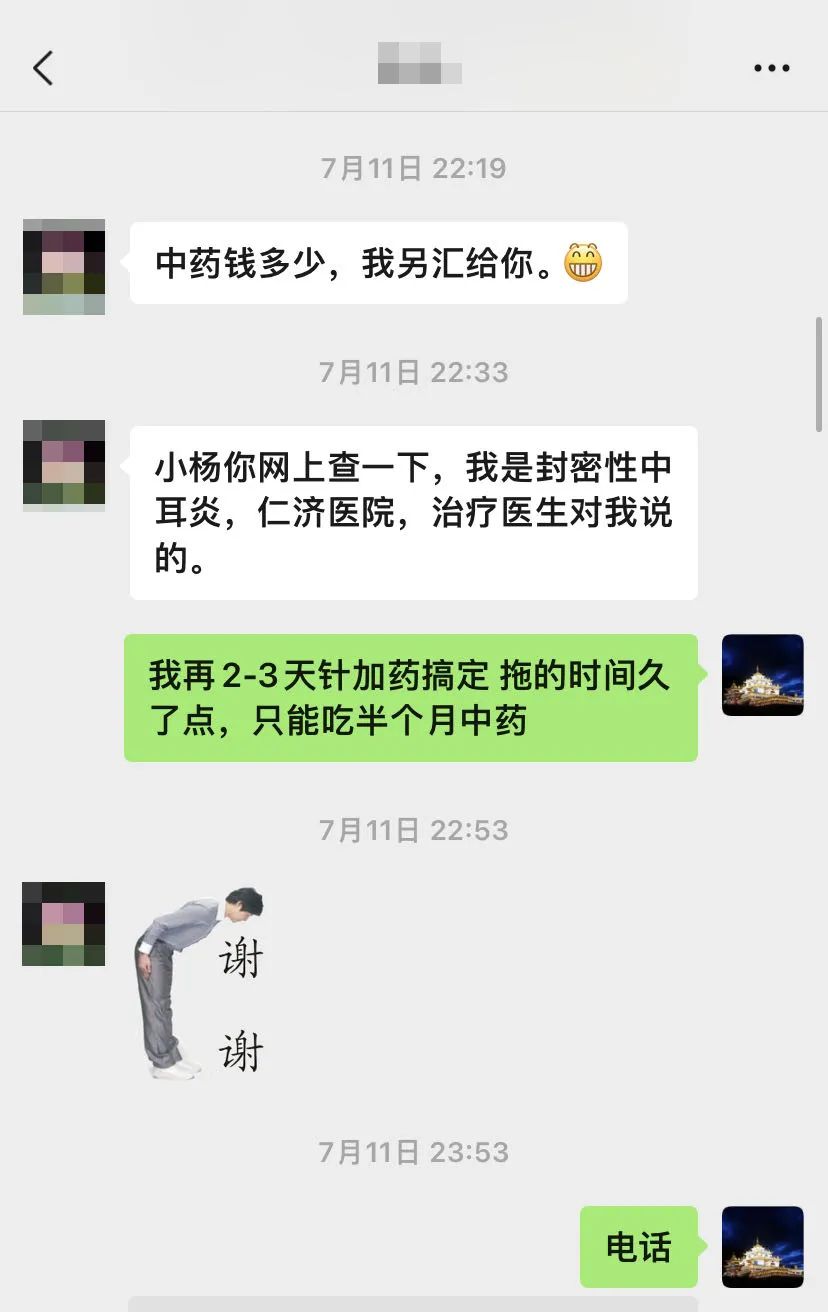 7月11日 22:19
中药钱多少，我另汇给你。😁
7月11日 22:33
小杨你网上查一下，我是封密性中
耳炎，仁济医院，治疗医生对我说
的。
我再2-3天针加药搞定 拖的时间久
了点，只能吃半个月中药
7月11日 22:53
谢
谢
7月11日 23:53
电话